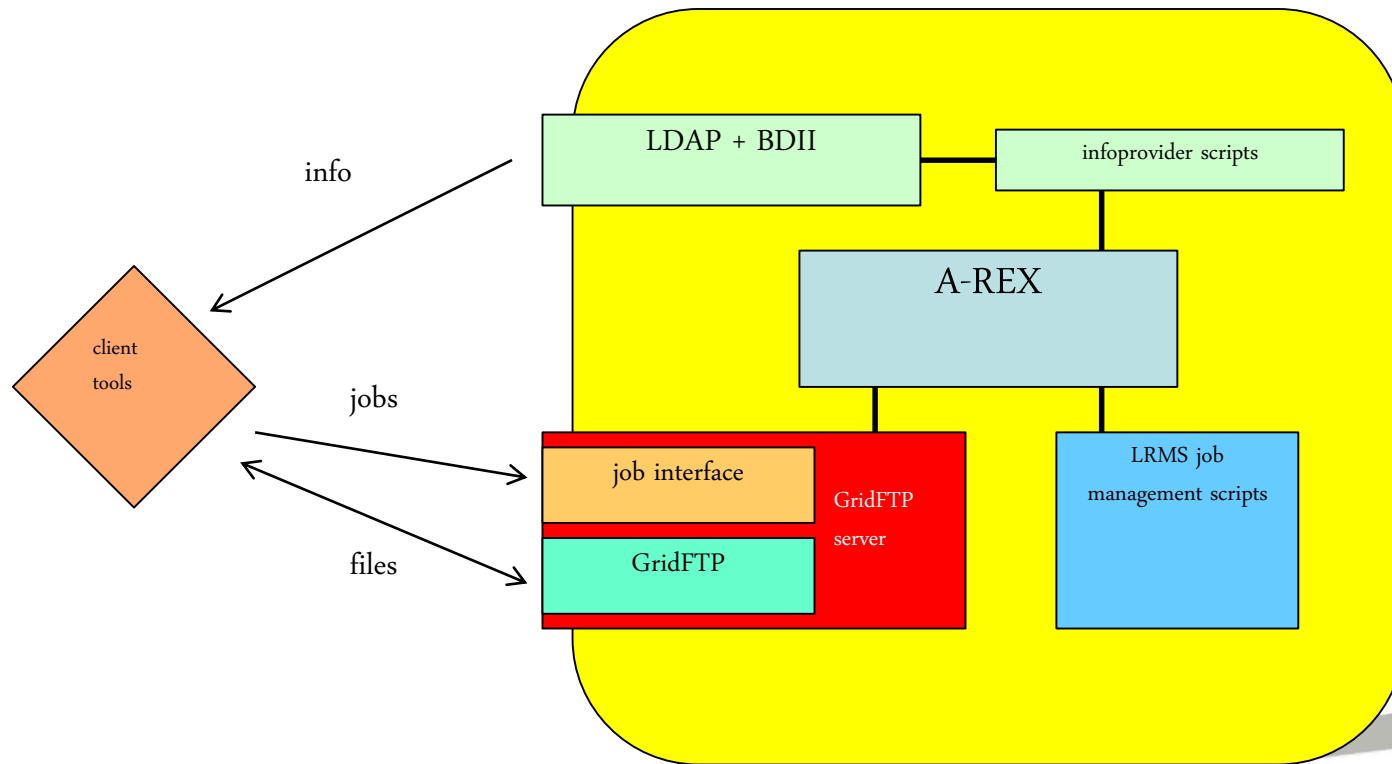 LDAP + BDII
infoprovider scripts
info
A-REX
client
tools
jobs
job interface
GridFTP
server
LRMS job
management scripts
GridFTP
files